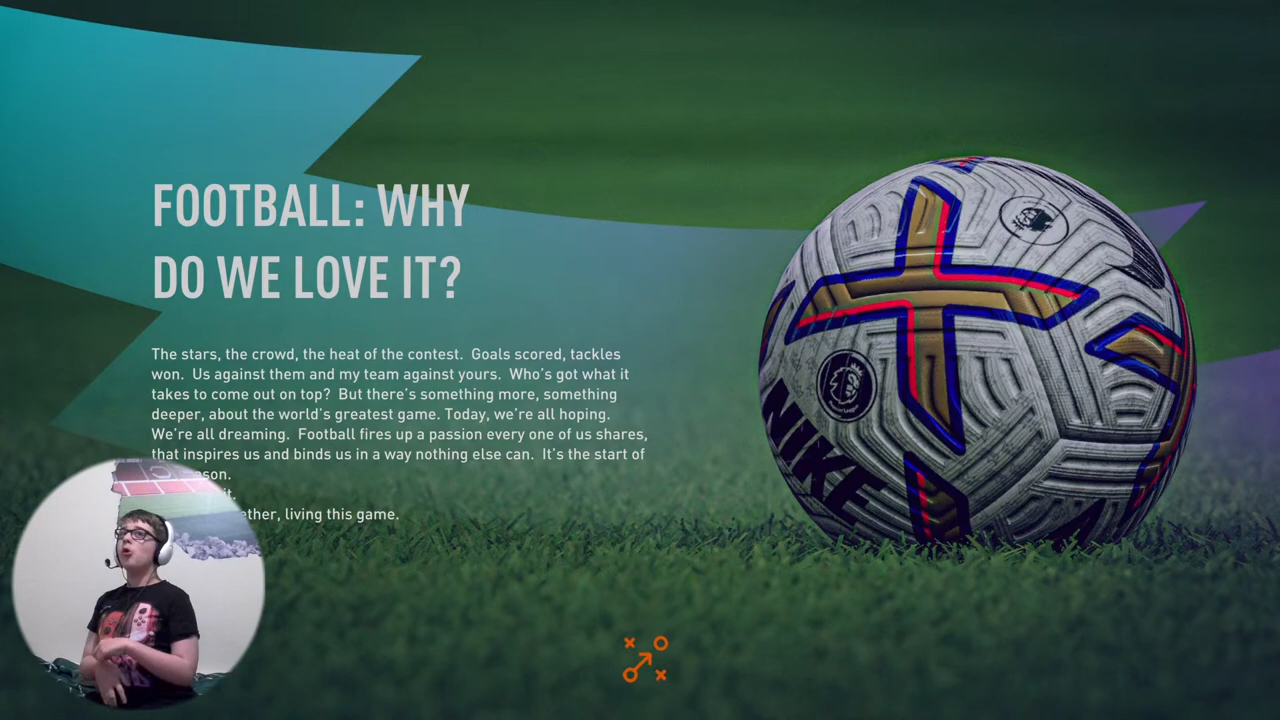 FOOTBALL: WHY
DO WE LOVE IT?
The stars, the crowd, the heat of the contest.  Goals scored, tackles
won.  Us against them and my team against yours.  Who's got what it
takes to come out on top?  But there's something more, something
deeper, about the world's greatest game. Today, we're all hoping.
We're all dreaming.  Football fires up a passion every one of us shares,
that inspires us and binds us in a way nothing else can.  It's the start of
living this game.
NIKE